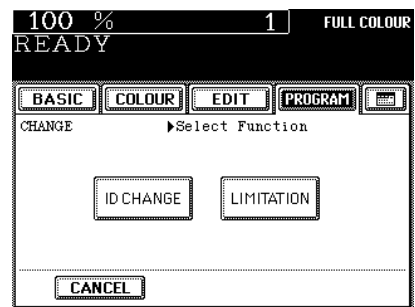 100 % 1 FULL COLOUR
READY
BASIC COLOUR EDIT PROGRAM
CHANGE ▶Select Function
ID CHANGE LIMITATION
CANCEL